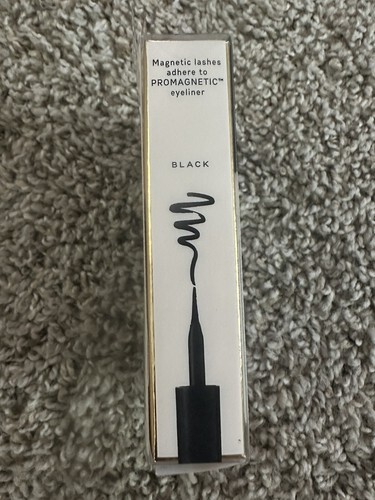 Magnetic lashes
adhere to
PROMAGNETIC™
eyeliner
BLACK